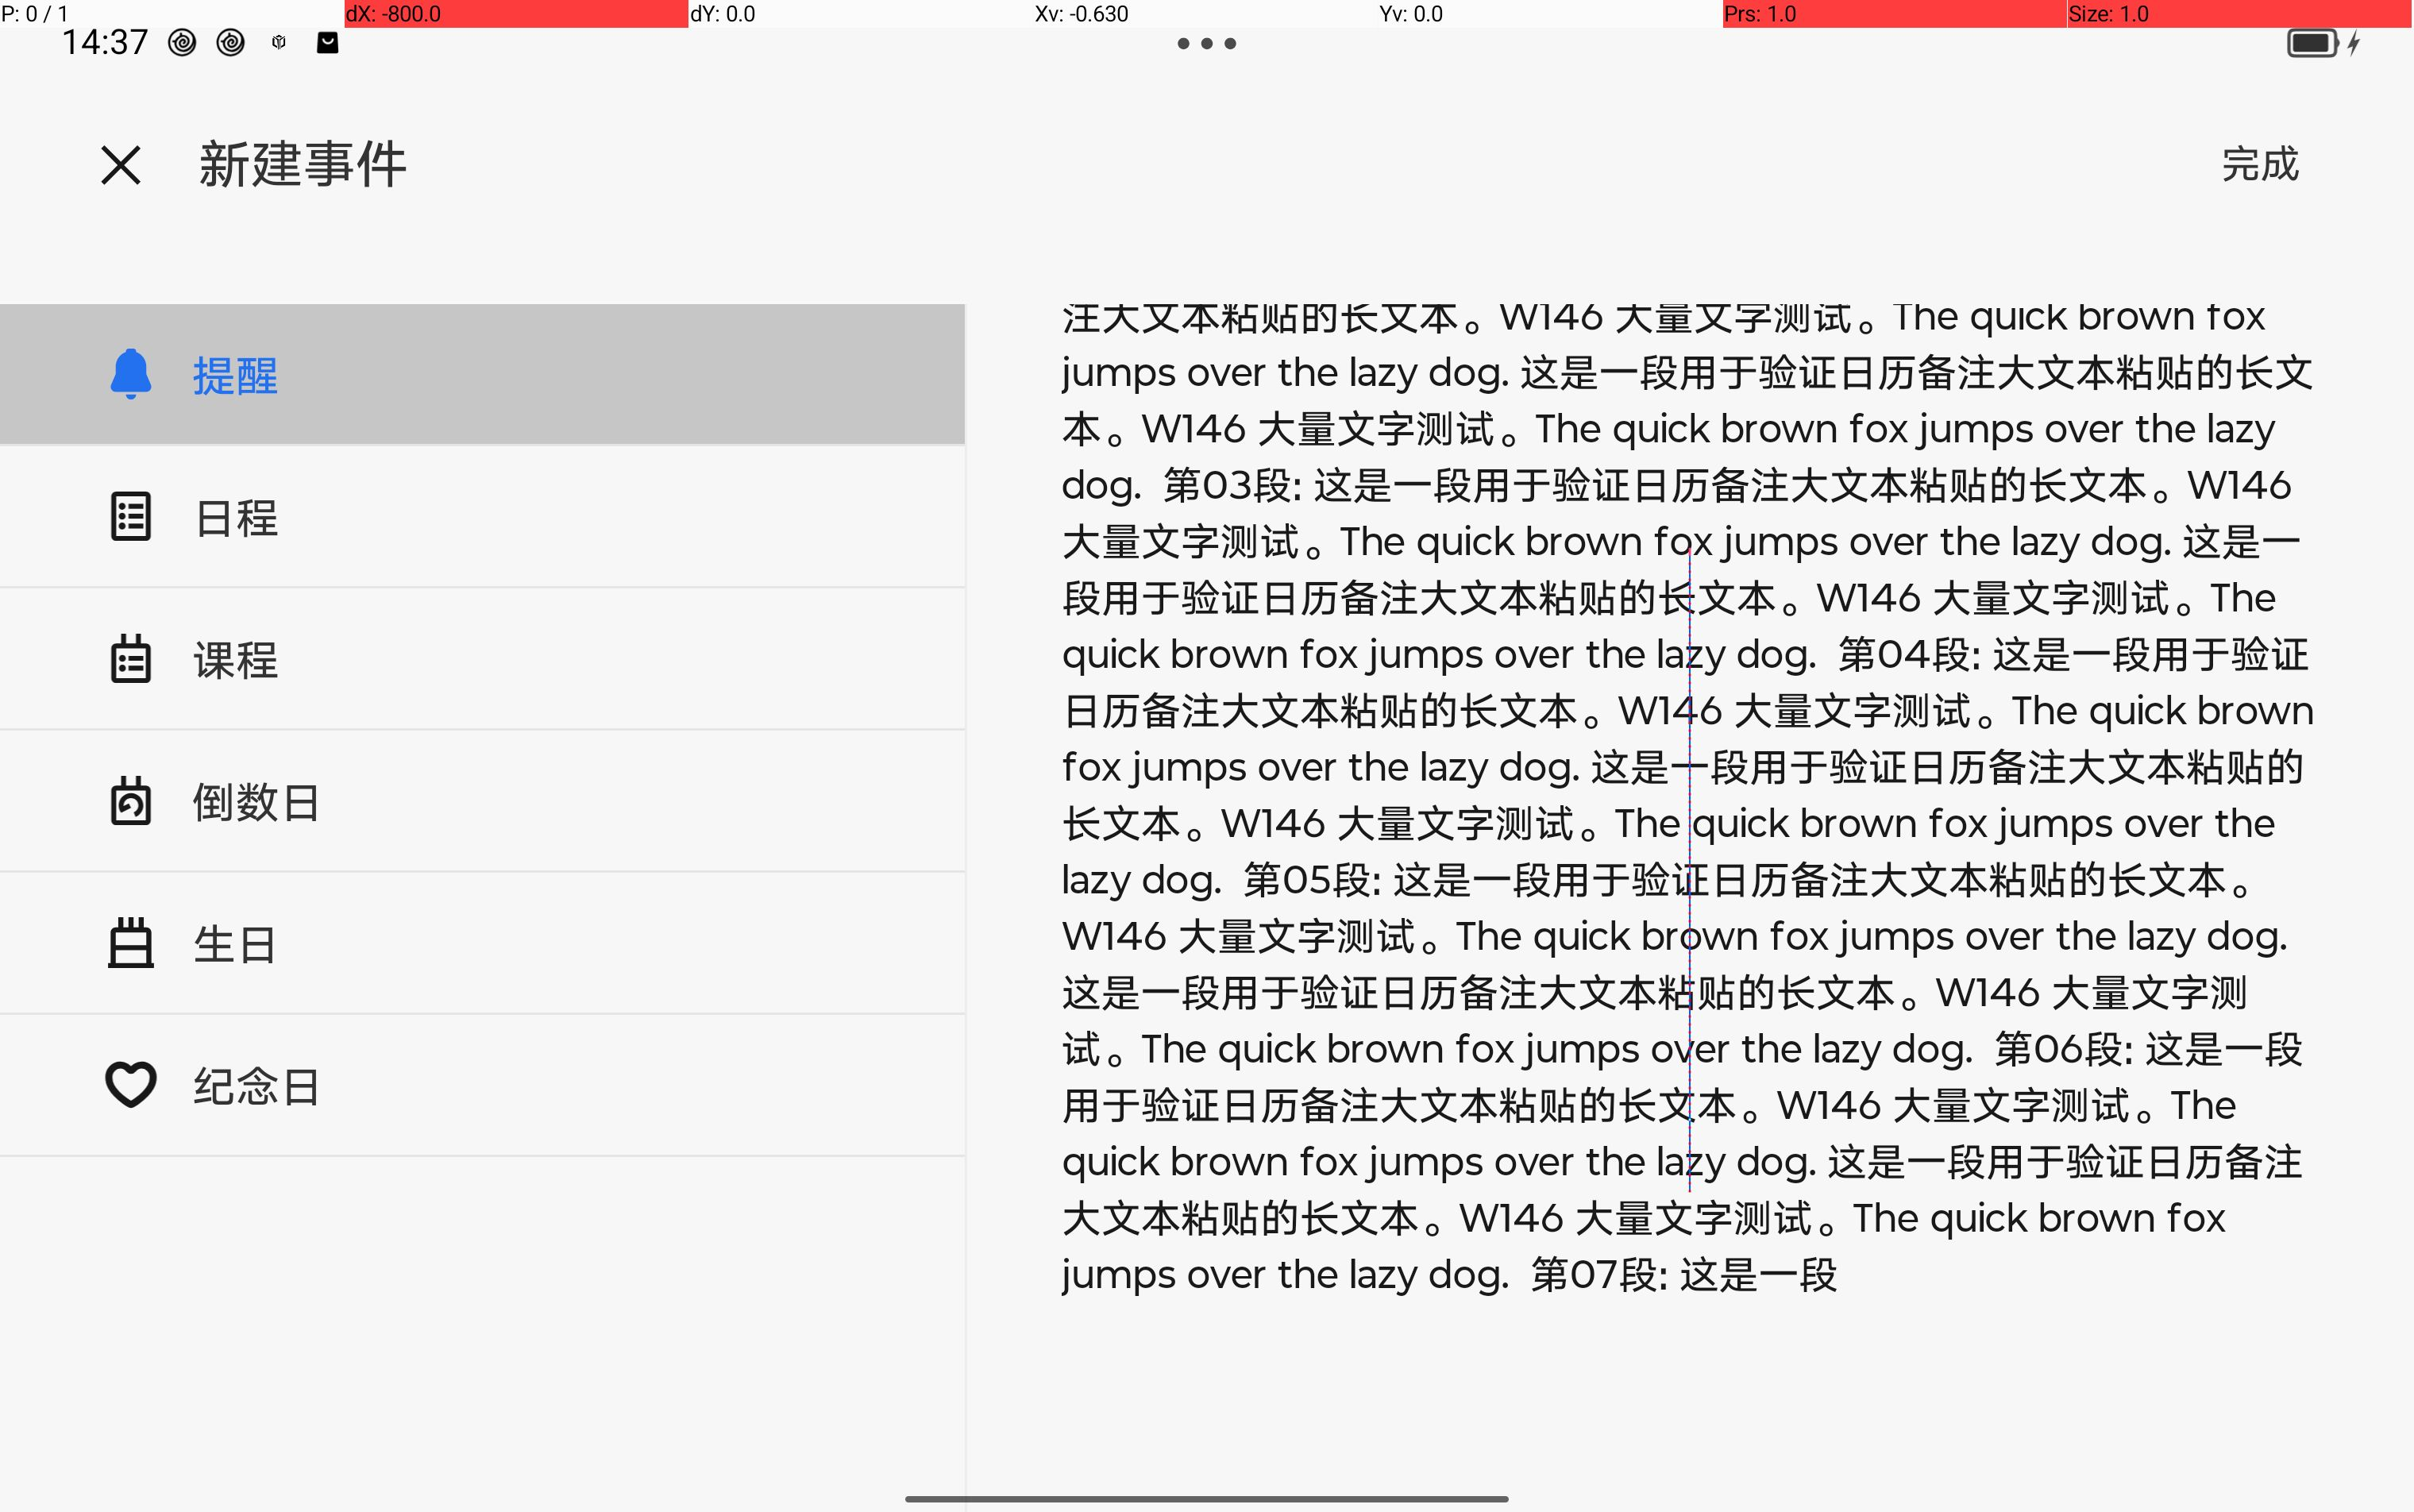 P: 0 / 1
dX: -800.0
dY: 0.0
Xv: -0.630
Yv: 0.0
Prs: 1.0
Size: 1.0
14:37
新建事件
完成
提醒
日程
课程
倒数日
生日
纪念日
注大文本粘贴的长文本。W146 大量文字测试。The quick brown fox
jumps over the lazy dog. 这是一段用于验证日历备注大文本粘贴的长文
本。W146 大量文字测试。The quick brown fox jumps over the lazy
dog.  第03段: 这是一段用于验证日历备注大文本粘贴的长文本。W146
大量文字测试。The quick brown fox jumps over the lazy dog. 这是一
段用于验证日历备注大文本粘贴的长文本。W146 大量文字测试。The
quick brown fox jumps over the lazy dog.  第04段: 这是一段用于验证
日历备注大文本粘贴的长文本。W146 大量文字测试。The quick brown
fox jumps over the lazy dog. 这是一段用于验证日历备注大文本粘贴的
长文本。W146 大量文字测试。The quick brown fox jumps over the
lazy dog.  第05段: 这是一段用于验证日历备注大文本粘贴的长文本。
W146 大量文字测试。The quick brown fox jumps over the lazy dog.
这是一段用于验证日历备注大文本粘贴的长文本。W146 大量文字测
试。The quick brown fox jumps over the lazy dog.  第06段: 这是一段
用于验证日历备注大文本粘贴的长文本。W146 大量文字测试。The
quick brown fox jumps over the lazy dog. 这是一段用于验证日历备注
大文本粘贴的长文本。W146 大量文字测试。The quick brown fox
jumps over the lazy dog.  第07段: 这是一段